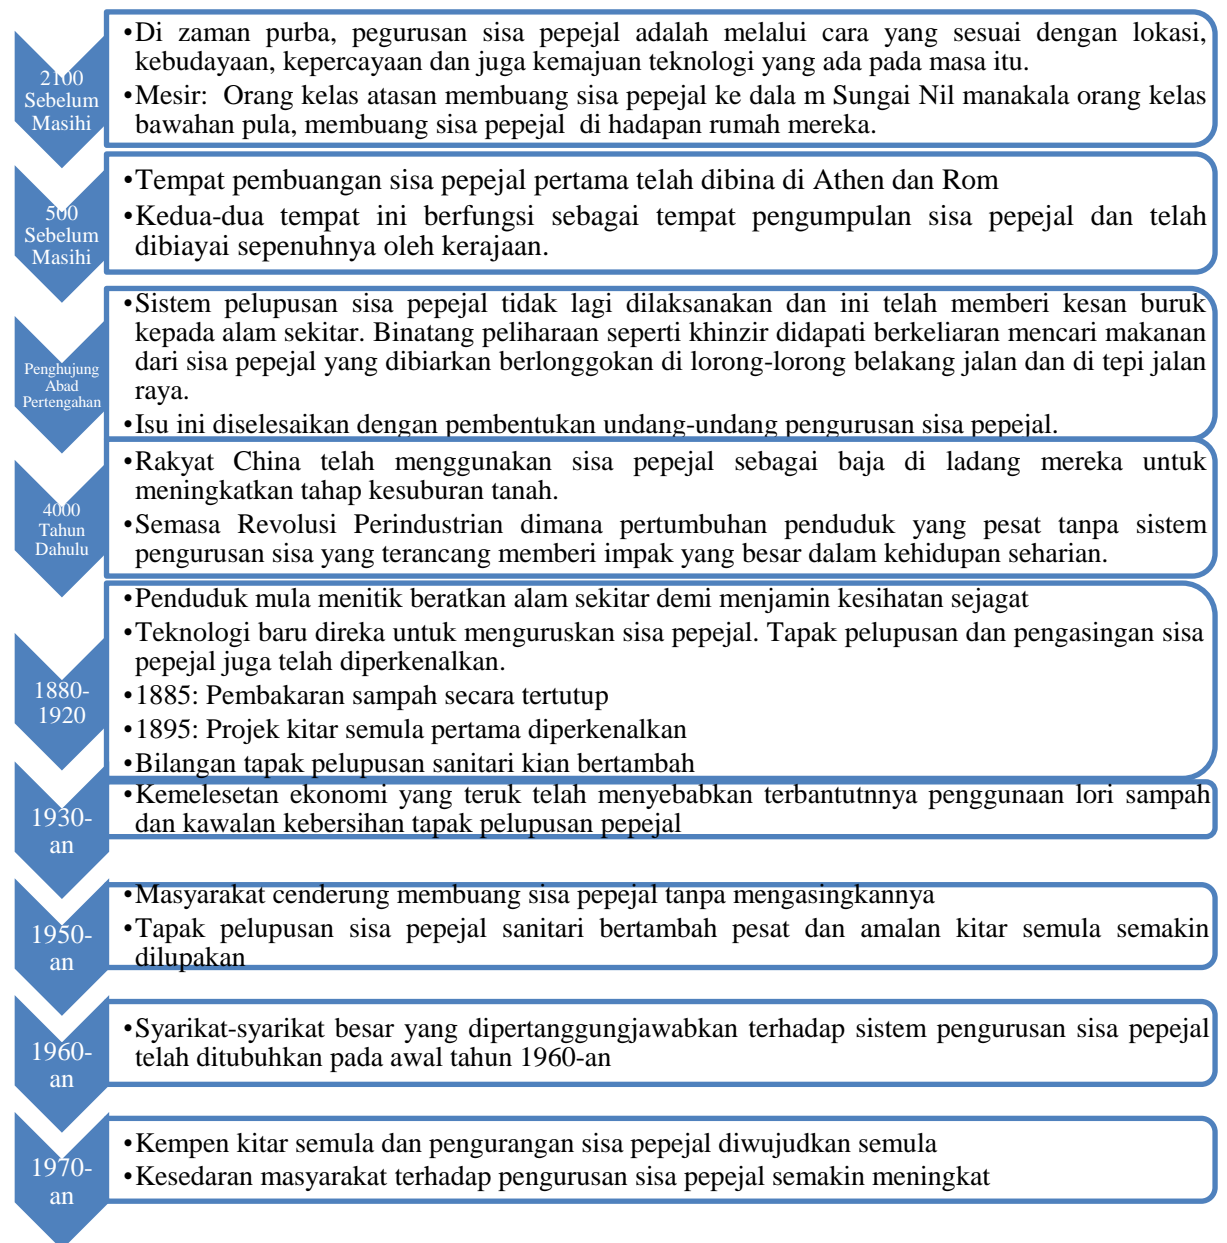 2100
Sebelum
Masihi
•Di zaman purba, pegurusan sisa pepejal adalah melalui cara yang sesuai dengan lokasi,
kebudayaan, kepercayaan dan juga kemajuan teknologi yang ada pada masa itu.
•Mesir: Orang kelas atasan membuang sisa pepejal ke dala m Sungai Nil manakala orang kelas
bawahan pula, membuang sisa pepejal di hadapan rumah mereka.
500
Sebelum
Masihi
•Tempat pembuangan sisa pepejal pertama telah dibina di Athen dan Rom
•Kedua-dua tempat ini berfungsi sebagai tempat pengumpulan sisa pepejal dan telah
dibiayai sepenuhnya oleh kerajaan.
Penghujung
Abad
Pertengahan
•Sistem pelupusan sisa pepejal tidak lagi dilaksanakan dan ini telah memberi kesan buruk
kepada alam sekitar. Binatang peliharaan seperti khinzir didapati berkeliaran mencari makanan
dari sisa pepejal yang dibiarkan berlonggokan di lorong-lorong belakang jalan dan di tepi jalan
raya.
•Isu ini diselesaikan dengan pembentukan undang-undang pengurusan sisa pepejal.
4000
Tahun
Dahulu
•Rakyat China telah menggunakan sisa pepejal sebagai baja di ladang mereka untuk
meningkatkan tahap kesuburan tanah.
•Semasa Revolusi Perindustrian dimana pertumbuhan penduduk yang pesat tanpa sistem
pengurusan sisa yang terancang memberi impak yang besar dalam kehidupan seharian.
1880-
1920
•Penduduk mula menitik beratkan alam sekitar demi menjamin kesihatan sejagat
•Teknologi baru direka untuk menguruskan sisa pepejal. Tapak pelupusan dan pengasingan sisa
pepejal juga telah diperkenalkan.
•1885: Pembakaran sampah secara tertutup
•1895: Projek kitar semula pertama diperkenalkan
•Bilangan tapak pelupusan sanitari kian bertambah
1930-
an
•Kemelesetan ekonomi yang teruk telah menyebabkan terbantutnnya penggunaan lori sampah
dan kawalan kebersihan tapak pelupusan pepejal
1950-
an
•Masyarakat cenderung membuang sisa pepejal tanpa mengasingkannya
•Tapak pelupusan sisa pepejal sanitari bertambah pesat dan amalan kitar semula semakin
dilupakan
1960-
an
•Syarikat-syarikat besar yang dipertanggungjawabkan terhadap sistem pengurusan sisa pepejal
telah ditubuhkan pada awal tahun 1960-an
1970-
an
•Kempen kitar semula dan pengurangan sisa pepejal diwujudkan semula
•Kesedaran masyarakat terhadap pengurusan sisa pepejal semakin meningkat